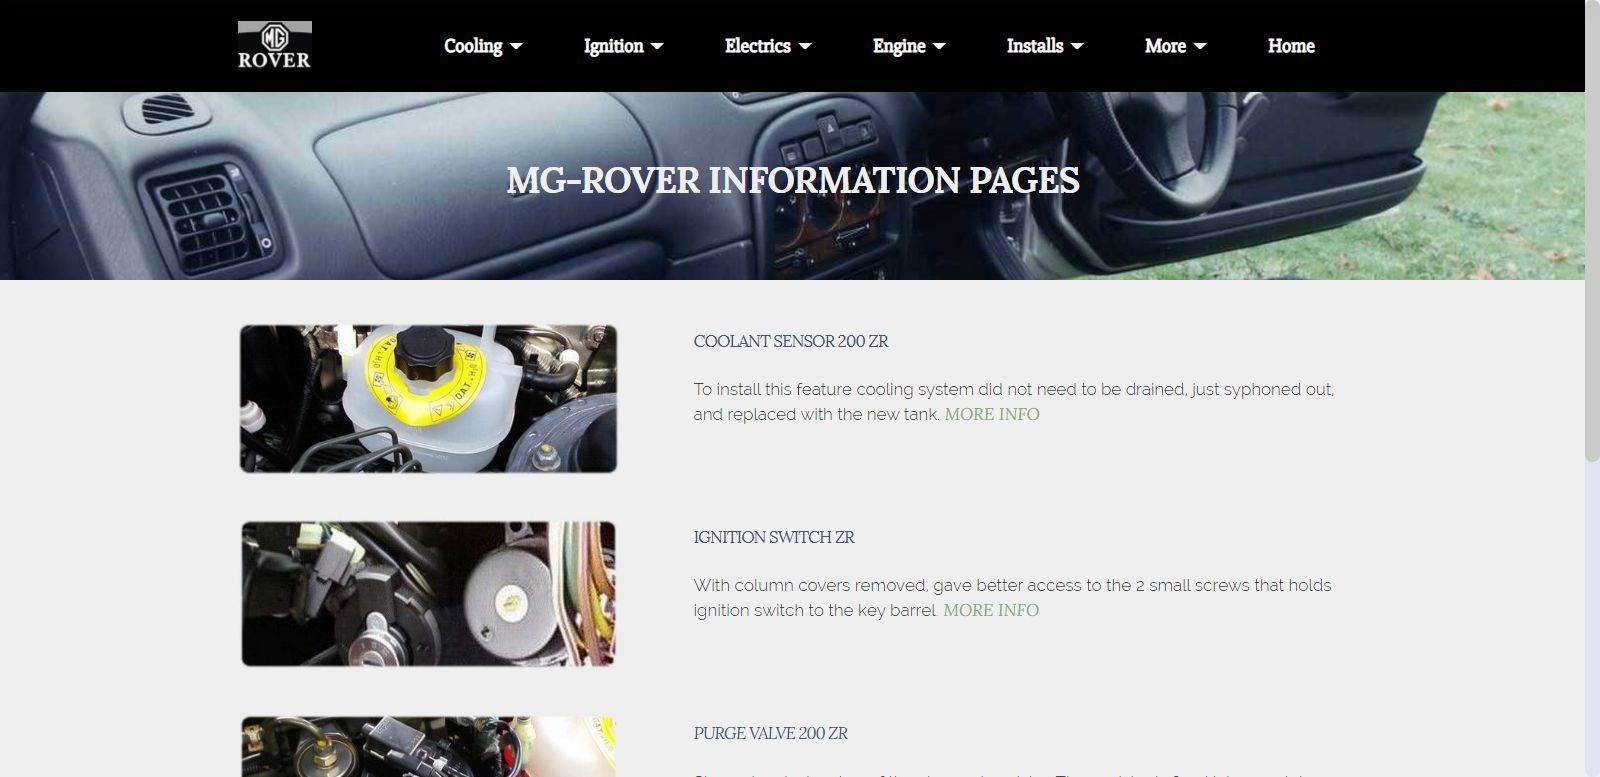 MG
ROVER
Cooling
Ignition
Electrics
Engine
Installs
More
Home
MG-ROVER INFORMATION PAGES
COOLANT SENSOR 200 ZR
To install this feature cooling system did not need to be drained, just syphoned out,
and replaced with the new tank. MORE INFO
IGNITION SWITCH ZR
With column covers removed, gave better access to the 2 small screws that holds
ignition switch to the key barrel. MORE INFO
PURGE VALVE 200 ZR